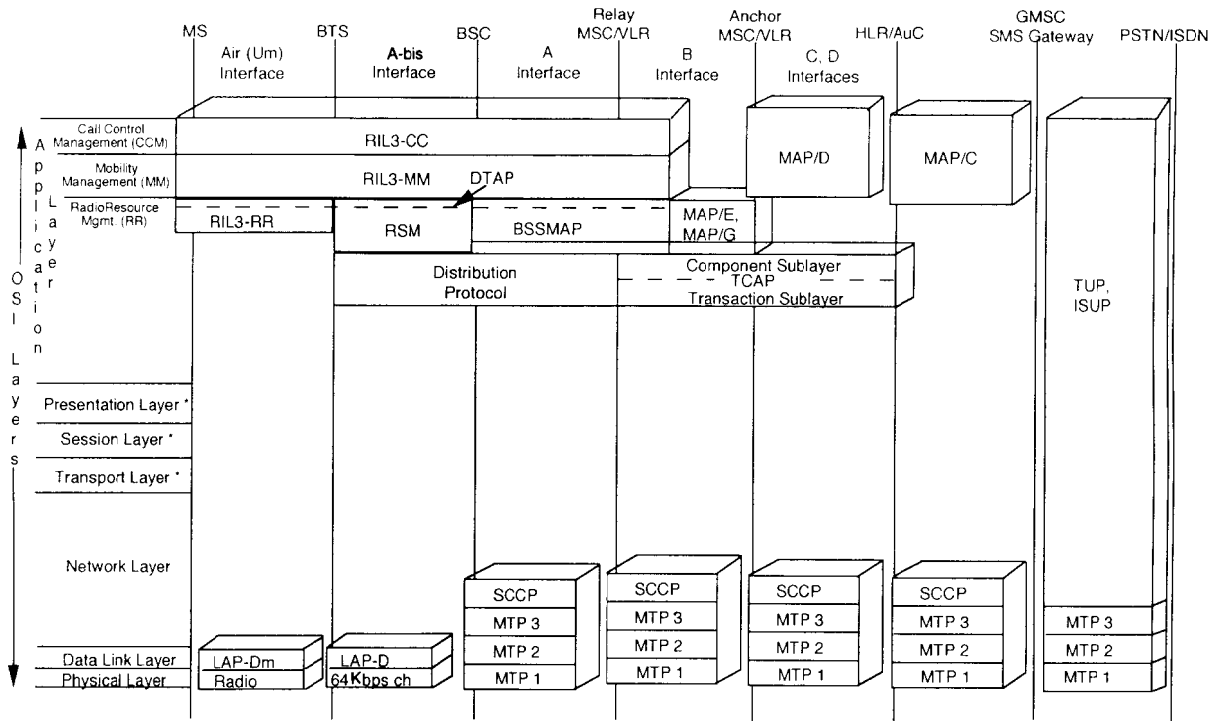 MS
BTS
BSC
Relay
MSC/VLR
Anchor
MSC/VLR
HLR/AuC
GMSC
SMS Gateway
PSTN/ISDN
Air (Um)
Interface
A-bis
Interface
A
Interface
B
Interface
C, D
Interfaces
OSI Layers
Application
Layer
Call Control
Management (CCM)
Mobility
Management (MM)
RadioResource
Mgmt. (RR)
RIL3-CC
RIL3-MM
DTAP
RIL3-RR
RSM
BSSMAP
MAP/E,
MAP/G
MAP/D
MAP/C
Distribution
Protocol
Component Sublayer
TCAP
Transaction Sublayer
TUP,
ISUP
Presentation Layer *
Session Layer *
Transport Layer *
Network Layer
Data Link Layer
Physical Layer
LAP-Dm
Radio
LAP-D
64Kbps ch
SCCP
MTP 3
MTP 2
MTP 1
SCCP
MTP 3
MTP 2
MTP 1
SCCP
MTP 3
MTP 2
MTP 1
SCCP
MTP 3
MTP 2
MTP 1
MTP 3
MTP 2
MTP 1